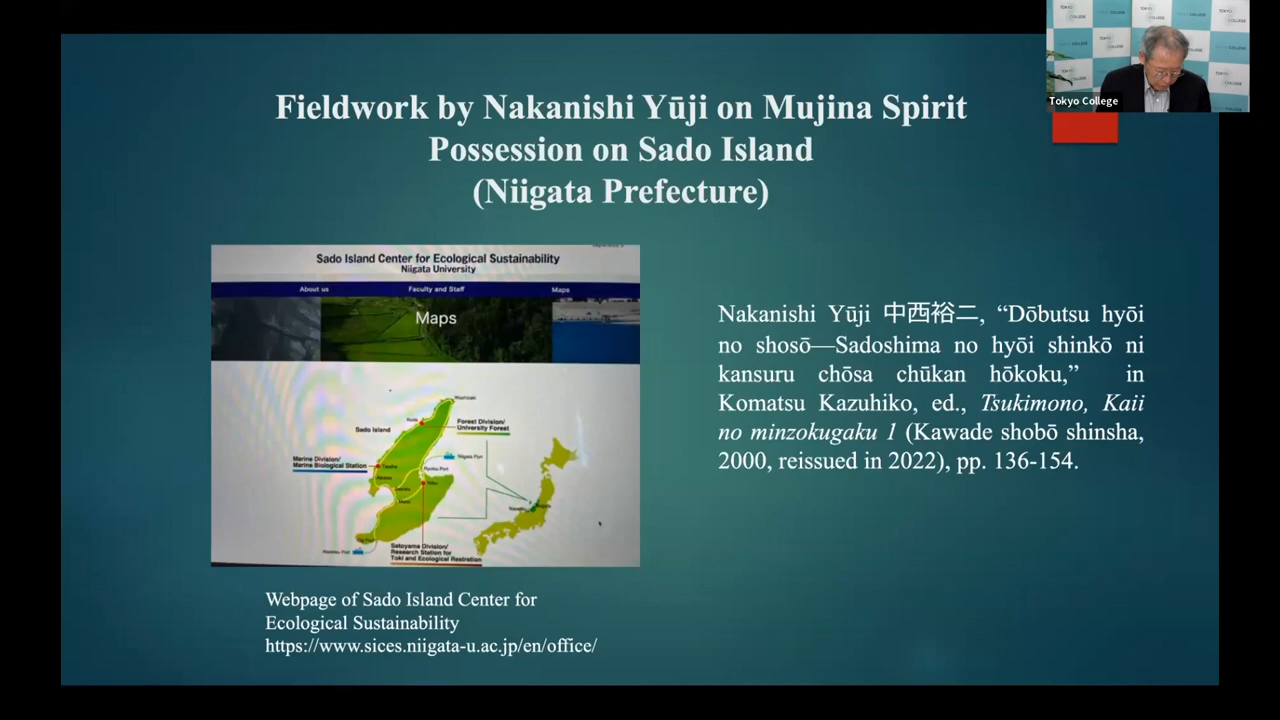 Fieldwork by Nakanishi Yūji on Mujina Spirit
Possession on Sado Island
(Niigata Prefecture)
Tokyo College
Sado Island Center for Ecological Sustainability
Niigata University
About us
Faculty and Staff
Maps
Maps
Sado Island
Forest Division/
University Forest
Marine Division/
Marine Biological Station
Niigata Port
Ryotsu Port
Satoyama Division/
Research Station for
Toki and Ecological Restration
Nakanishi Yūji 中西裕二, “Dōbutsu hyōi
no shosō—Sadoshima no hyōi shinkō ni
kansuru chōsa chūkan hōkoku,” in
Komatsu Kazuhiko, ed., Tsukimono, Kaii
no minzokugaku 1 (Kawade shobō shinsha,
2000, reissued in 2022), pp. 136-154.
Webpage of Sado Island Center for
Ecological Sustainability
https://www.sices.niigata-u.ac.jp/en/office/